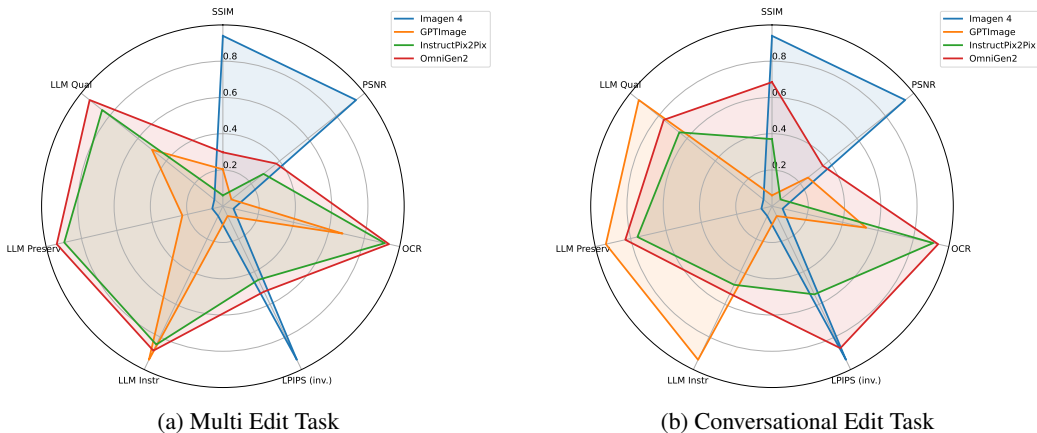 SSIM
PSNR
OCR
LPIPS (inv.)
LLM Instr
LLM Preserv
LLM Qual
0.2
0.4
0.6
0.8
Imagen 4
GPTImage
InstructPix2Pix
OmniGen2
(a) Multi Edit Task
SSIM
PSNR
OCR
LPIPS (inv.)
LLM Instr
LLM Preserv
LLM Qual
0.2
0.4
0.6
0.8
Imagen 4
GPTImage
InstructPix2Pix
OmniGen2
(b) Conversational Edit Task